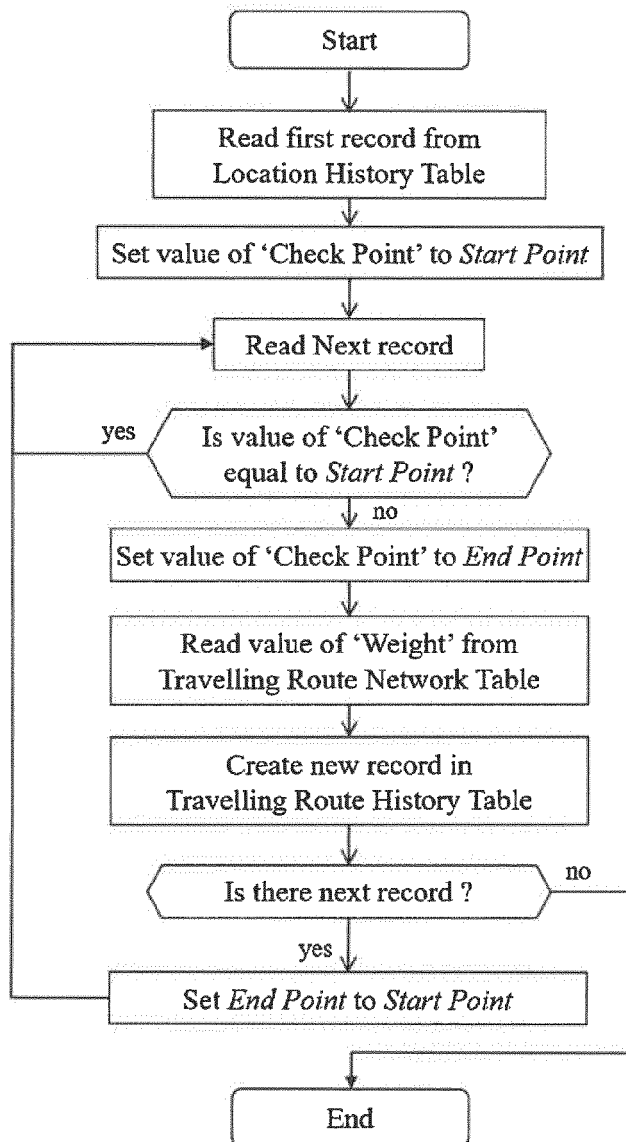 Start
Read first record from
Location History Table
Set value of ‘Check Point’ to Start Point
Read Next record
yes
Is value of ‘Check Point’
equal to Start Point ?
no
Set value of ‘Check Point’ to End Point
Read value of ‘Weight’ from
Travelling Route Network Table
Create new record in
Travelling Route History Table
Is there next record ?
no
yes
Set End Point to Start Point
End